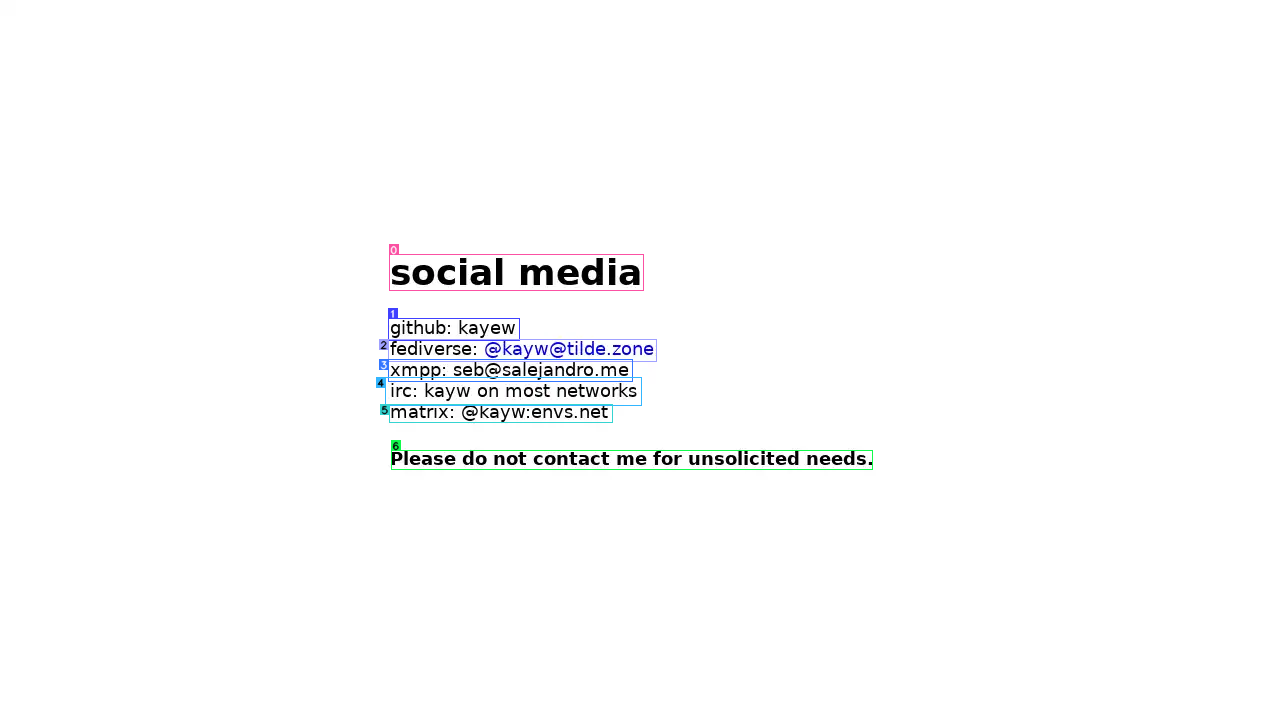 social media
github: kayew
fediverse: @kayw@tilde.zone
xmpp: seb@salejandro.me
irc: kayw on most networks
matrix: @kayw:envs.net
Please do not contact me for unsolicited needs.
0
1
2
3
4
5
6